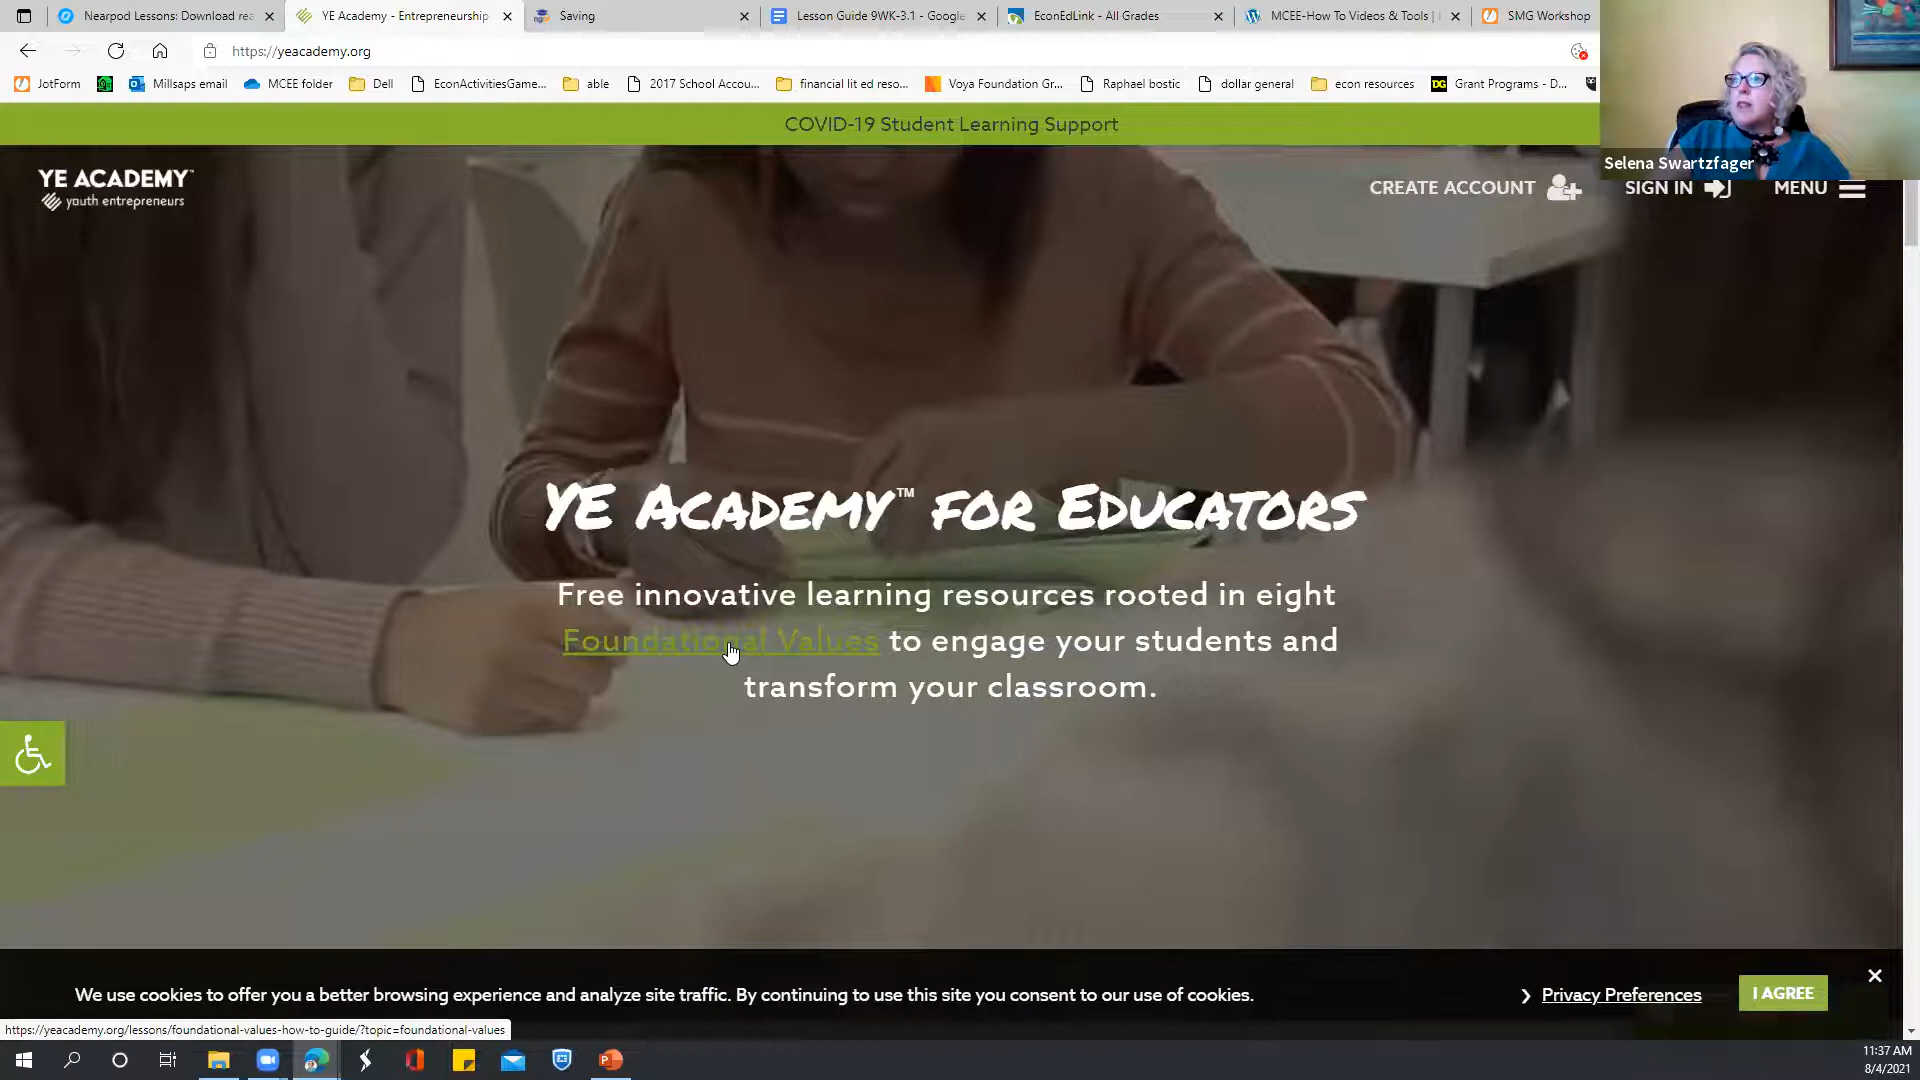 Nearpod Lessons: Download rea
YE Academy - Entrepreneurship
Saving
Lesson Guide 9WK-3.1 - Google
EconEdLink - All Grades
MCEE-How To Videos & Tools |
SMG Workshop
https://yeacademy.org
JotForm
Millsaps email
MCEE folder
Dell
EconActivitiesGame...
able
2017 School Accou...
financial lit ed reso...
Voya Foundation Gr...
Raphael bostic
dollar general
econ resources
DG
Grant Programs - D...
COVID-19 Student Learning Support
Selena Swartzfager
YE ACADEMY™
youth entrepreneurs
CREATE ACCOUNT
SIGN IN
MENU
YE ACADEMY™ FOR EDUCATORS
Free innovative learning resources rooted in eight
Foundational Values to engage your students and
transform your classroom.
We use cookies to offer you a better browsing experience and analyze site traffic. By continuing to use this site you consent to our use of cookies.
Privacy Preferences
I AGREE
https://yeacademy.org/lessons/foundational-values-how-to-guide/?topic=foundational-values
11:37 AM
8/4/2021